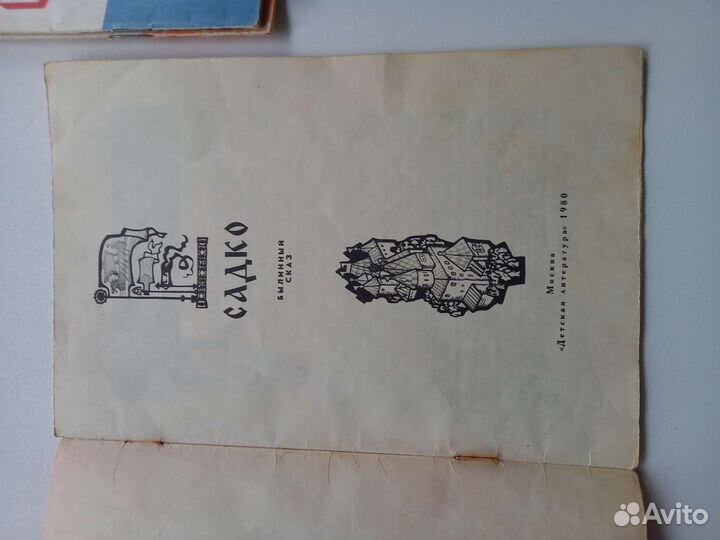 САДКО
БЫЛИННЫЙ
СКАЗ
Москва
«Детская литература» 1980
Avito